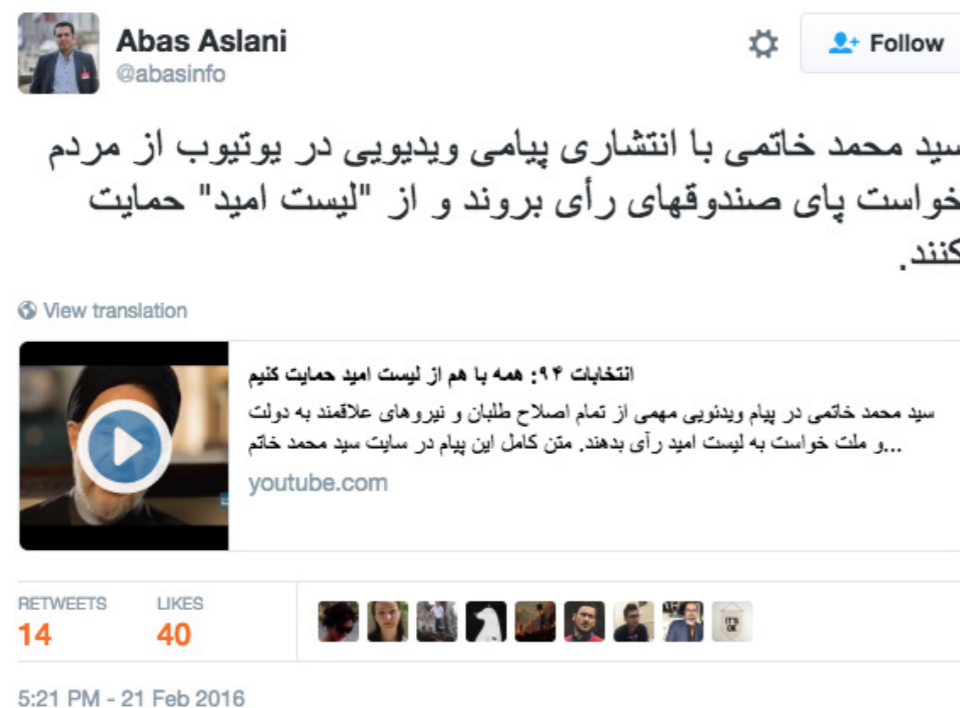 Abas Aslani
@abasinfo
Follow
سید محمد خاتمی با انتشاری پیامی ویدیویی در یوتیوب از مردم
خواست پای صندوقهای رأی بروند و از "لیست امید" حمایت
کنند.
View translation
انتخابات ۹۴: همه با هم از لیست امید حمایت کنیم
سید محمد خاتمی در پیام ویدئویی مهمی از تمام اصلاح طلبان و نیروهای علاقمند به دولت
و ملت خواست به لیست امید رأی بدهند. متن کامل این پیام در سایت سید محمد خاتم...
youtube.com
RETWEETS LIKES
14 40
IT'S
OK
5:21 PM - 21 Feb 2016